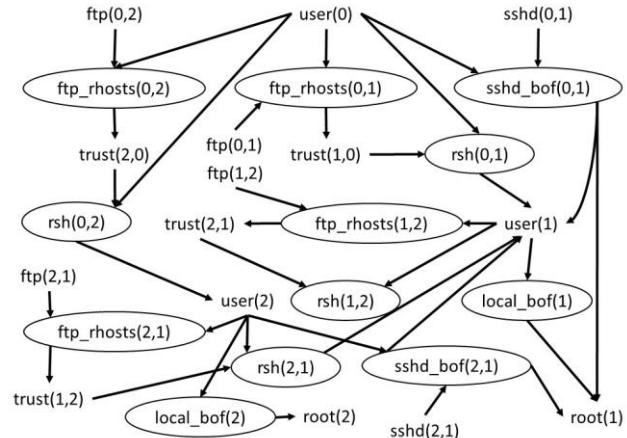 ftp(0,2)
user(0)
sshd(0,1)
ftp_rhosts(0,2)
ftp_rhosts(0,1)
sshd_bof(0,1)
ftp(0,1)
trust(2,0)
trust(1,0)
rsh(0,1)
ftp(1,2)
rsh(0,2)
trust(2,1)
ftp_rhosts(1,2)
user(1)
ftp(2,1)
user(2)
rsh(1,2)
local_bof(1)
ftp_rhosts(2,1)
rsh(2,1)
sshd_bof(2,1)
trust(1,2)
local_bof(2)
root(2)
sshd(2,1)
root(1)